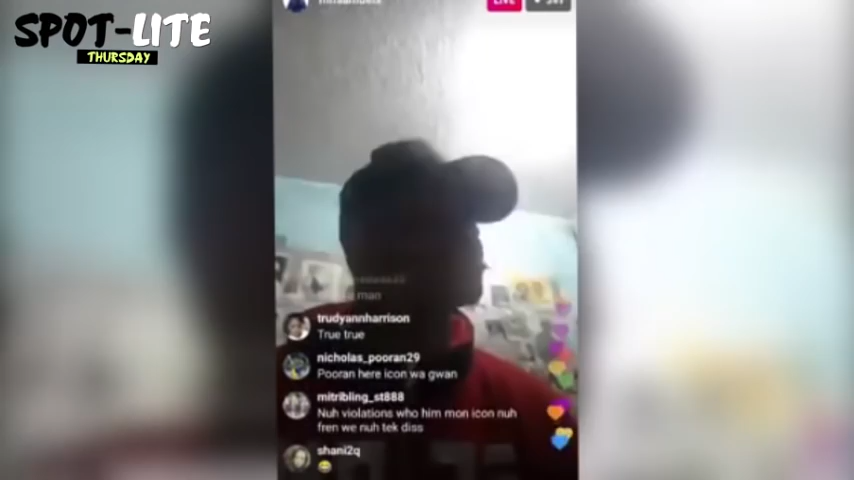 SPOT-LITE
THURSDAY
LIVE
man
trudyannharrison
True true
nicholas_pooran29
Pooran here icon wa gwan
mitribling_st888
Nuh violations who him mon icon nuh
fren we nuh tek diss
shani2q